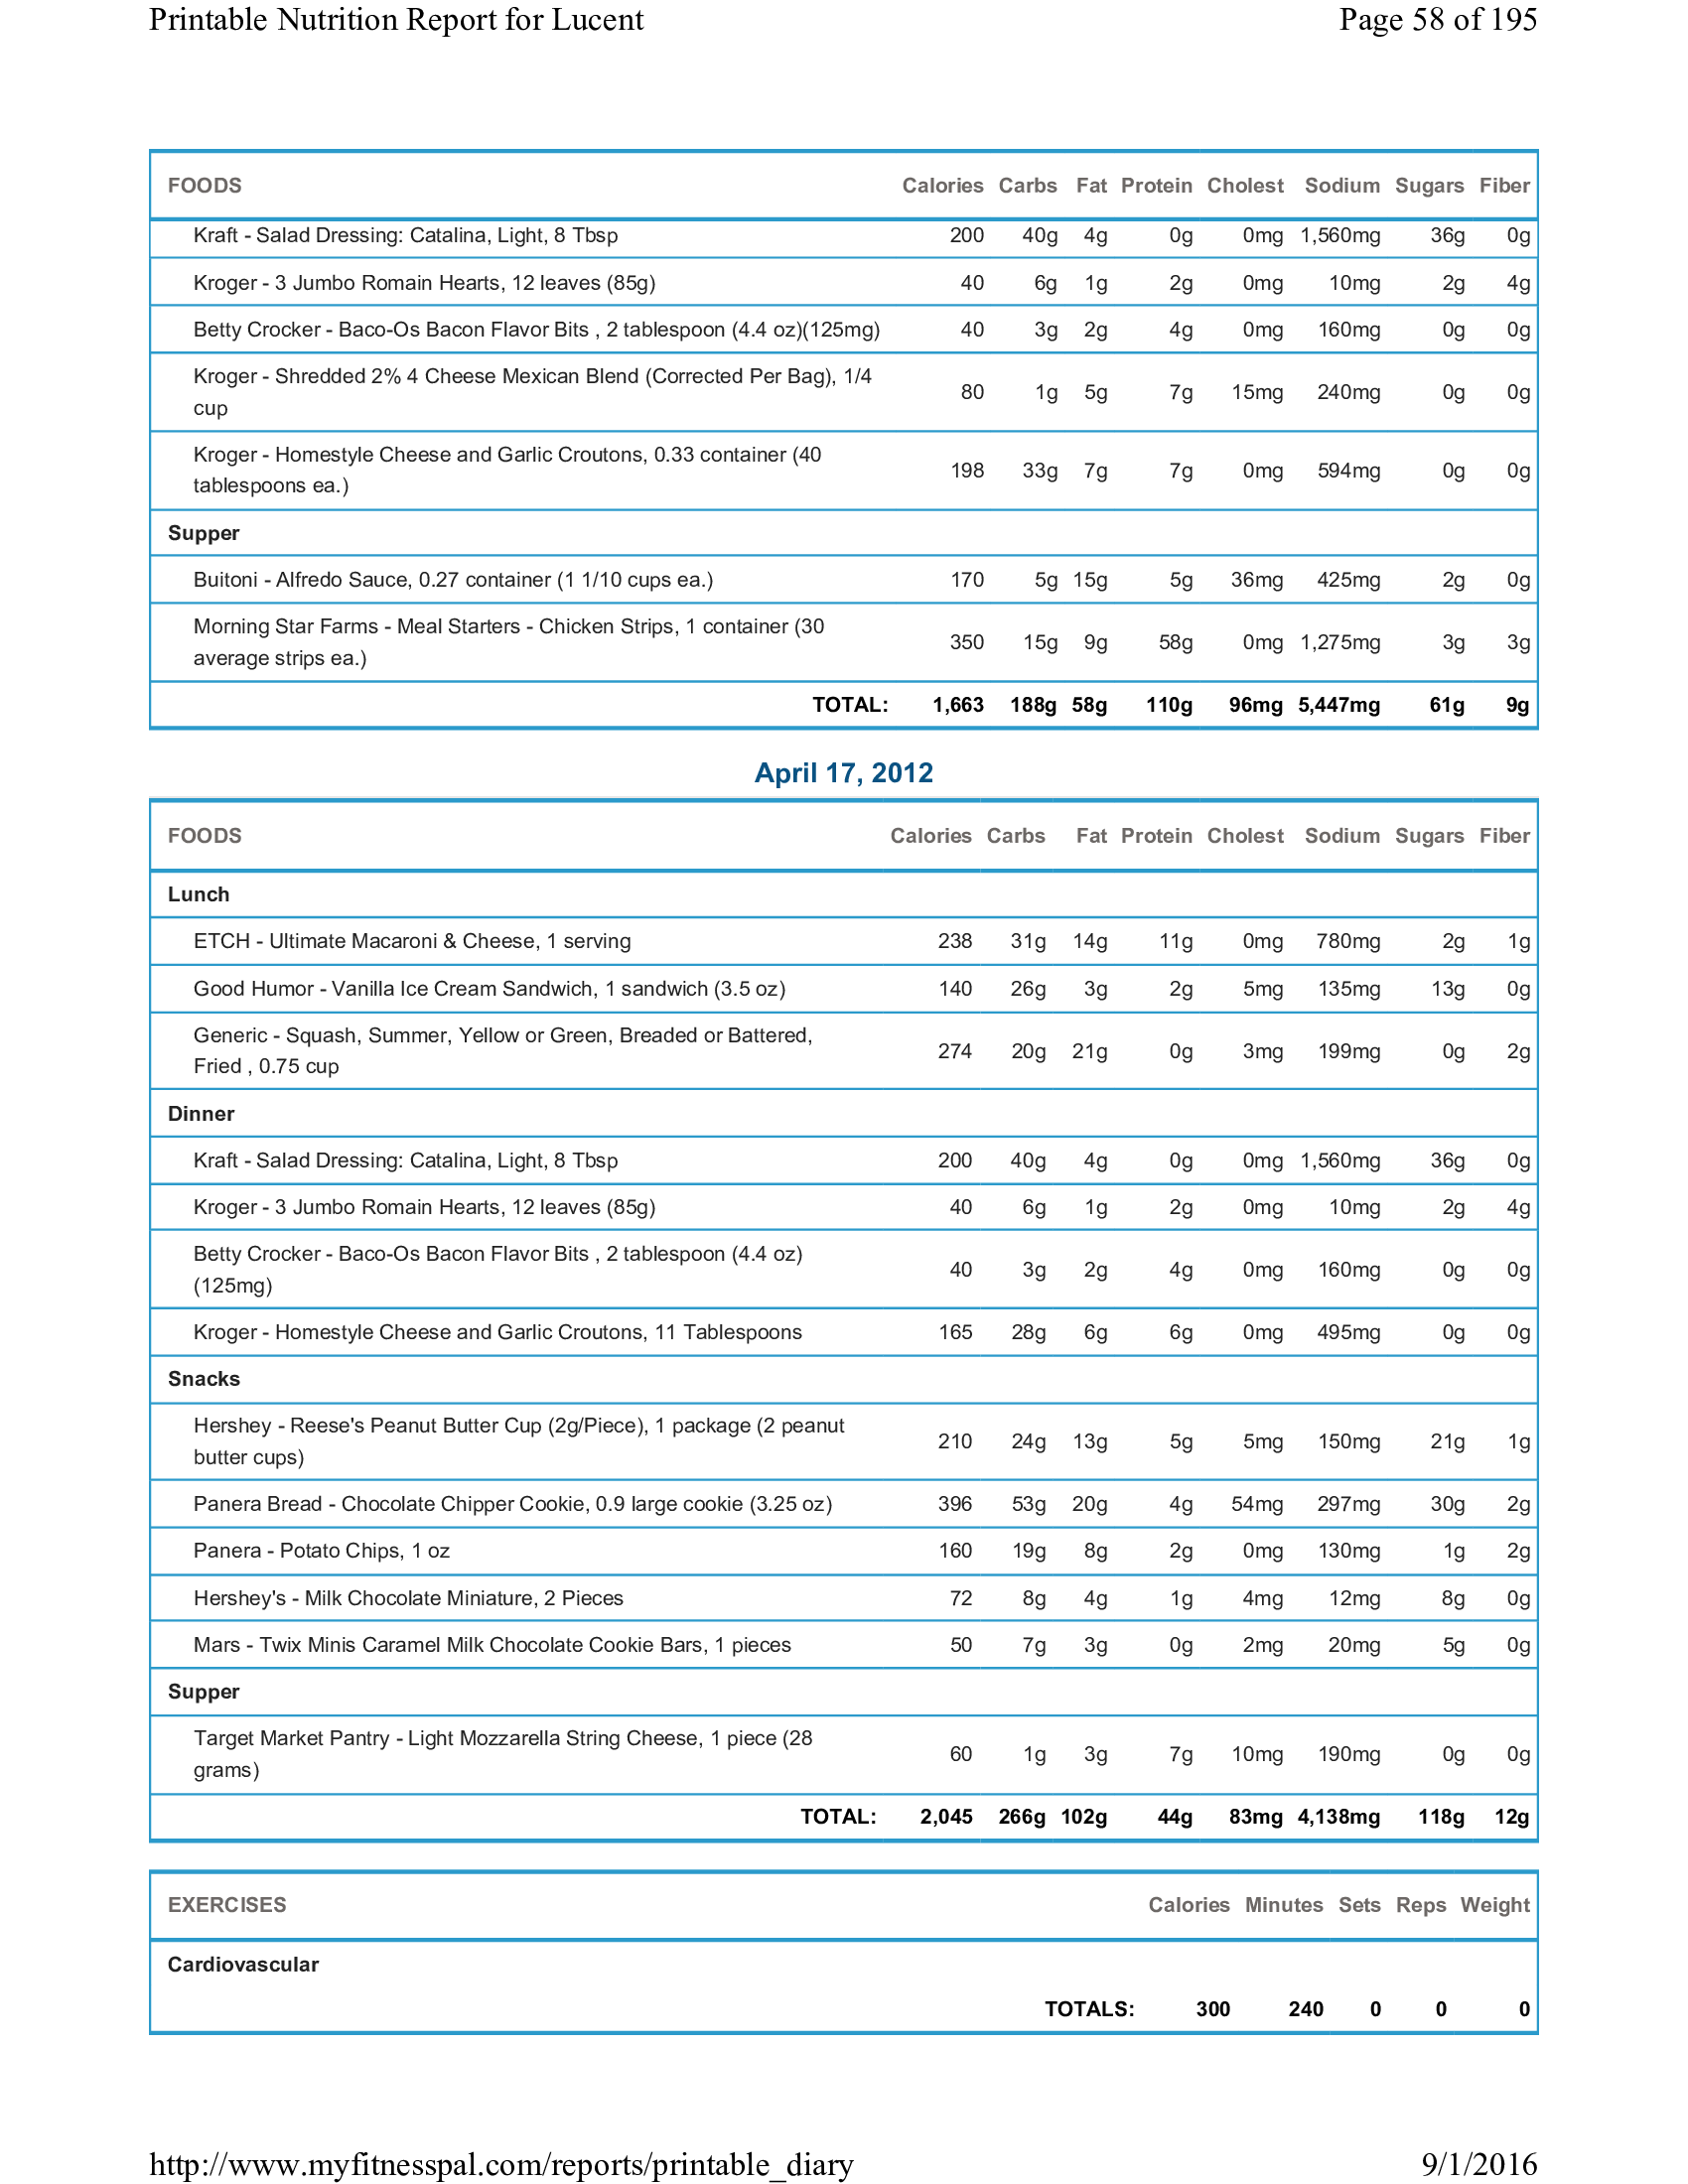 Printable Nutrition Report for Lucent Page 58 of 195
FOODS Calories Carbs Fat Protein Cholest Sodium Sugars Fiber
Kraft - Salad Dressing: Catalina, Light, 8 Tbsp 200 40g 4g 0g 0mg 1,560mg 36g 0g
Kroger - 3 Jumbo Romain Hearts, 12 leaves (85g) 40 6g 1g 2g 0mg 10mg 2g 4g
Betty Crocker - Baco-Os Bacon Flavor Bits , 2 tablespoon (4.4 oz)(125mg) 40 3g 2g 4g 0mg 160mg 0g 0g
Kroger - Shredded 2% 4 Cheese Mexican Blend (Corrected Per Bag), 1/4
cup 80 1g 5g 7g 15mg 240mg 0g 0g
Kroger - Homestyle Cheese and Garlic Croutons, 0.33 container (40
tablespoons ea.) 198 33g 7g 7g 0mg 594mg 0g 0g
Supper
Buitoni - Alfredo Sauce, 0.27 container (1 1/10 cups ea.) 170 5g 15g 5g 36mg 425mg 2g 0g
Morning Star Farms - Meal Starters - Chicken Strips, 1 container (30
average strips ea.) 350 15g 9g 58g 0mg 1,275mg 3g 3g
TOTAL: 1,663 188g 58g 110g 96mg 5,447mg 61g 9g
April 17, 2012
FOODS Calories Carbs Fat Protein Cholest Sodium Sugars Fiber
Lunch
ETCH - Ultimate Macaroni & Cheese, 1 serving 238 31g 14g 11g 0mg 780mg 2g 1g
Good Humor - Vanilla Ice Cream Sandwich, 1 sandwich (3.5 oz) 140 26g 3g 2g 5mg 135mg 13g 0g
Generic - Squash, Summer, Yellow or Green, Breaded or Battered,
Fried , 0.75 cup 274 20g 21g 0g 3mg 199mg 0g 2g
Dinner
Kraft - Salad Dressing: Catalina, Light, 8 Tbsp 200 40g 4g 0g 0mg 1,560mg 36g 0g
Kroger - 3 Jumbo Romain Hearts, 12 leaves (85g) 40 6g 1g 2g 0mg 10mg 2g 4g
Betty Crocker - Baco-Os Bacon Flavor Bits , 2 tablespoon (4.4 oz)
(125mg) 40 3g 2g 4g 0mg 160mg 0g 0g
Kroger - Homestyle Cheese and Garlic Croutons, 11 Tablespoons 165 28g 6g 6g 0mg 495mg 0g 0g
Snacks
Hershey - Reese's Peanut Butter Cup (2g/Piece), 1 package (2 peanut
butter cups) 210 24g 13g 5g 5mg 150mg 21g 1g
Panera Bread - Chocolate Chipper Cookie, 0.9 large cookie (3.25 oz) 396 53g 20g 4g 54mg 297mg 30g 2g
Panera - Potato Chips, 1 oz 160 19g 8g 2g 0mg 130mg 1g 2g
Hershey's - Milk Chocolate Miniature, 2 Pieces 72 8g 4g 1g 4mg 12mg 8g 0g
Mars - Twix Minis Caramel Milk Chocolate Cookie Bars, 1 pieces 50 7g 3g 0g 2mg 20mg 5g 0g
Supper
Target Market Pantry - Light Mozzarella String Cheese, 1 piece (28
grams) 60 1g 3g 7g 10mg 190mg 0g 0g
TOTAL: 2,045 266g 102g 44g 83mg 4,138mg 118g 12g
EXERCISES Calories Minutes Sets Reps Weight
Cardiovascular
TOTALS: 300 240 0 0 0
http://www.myfitnesspal.com/reports/printable_diary 9/1/2016